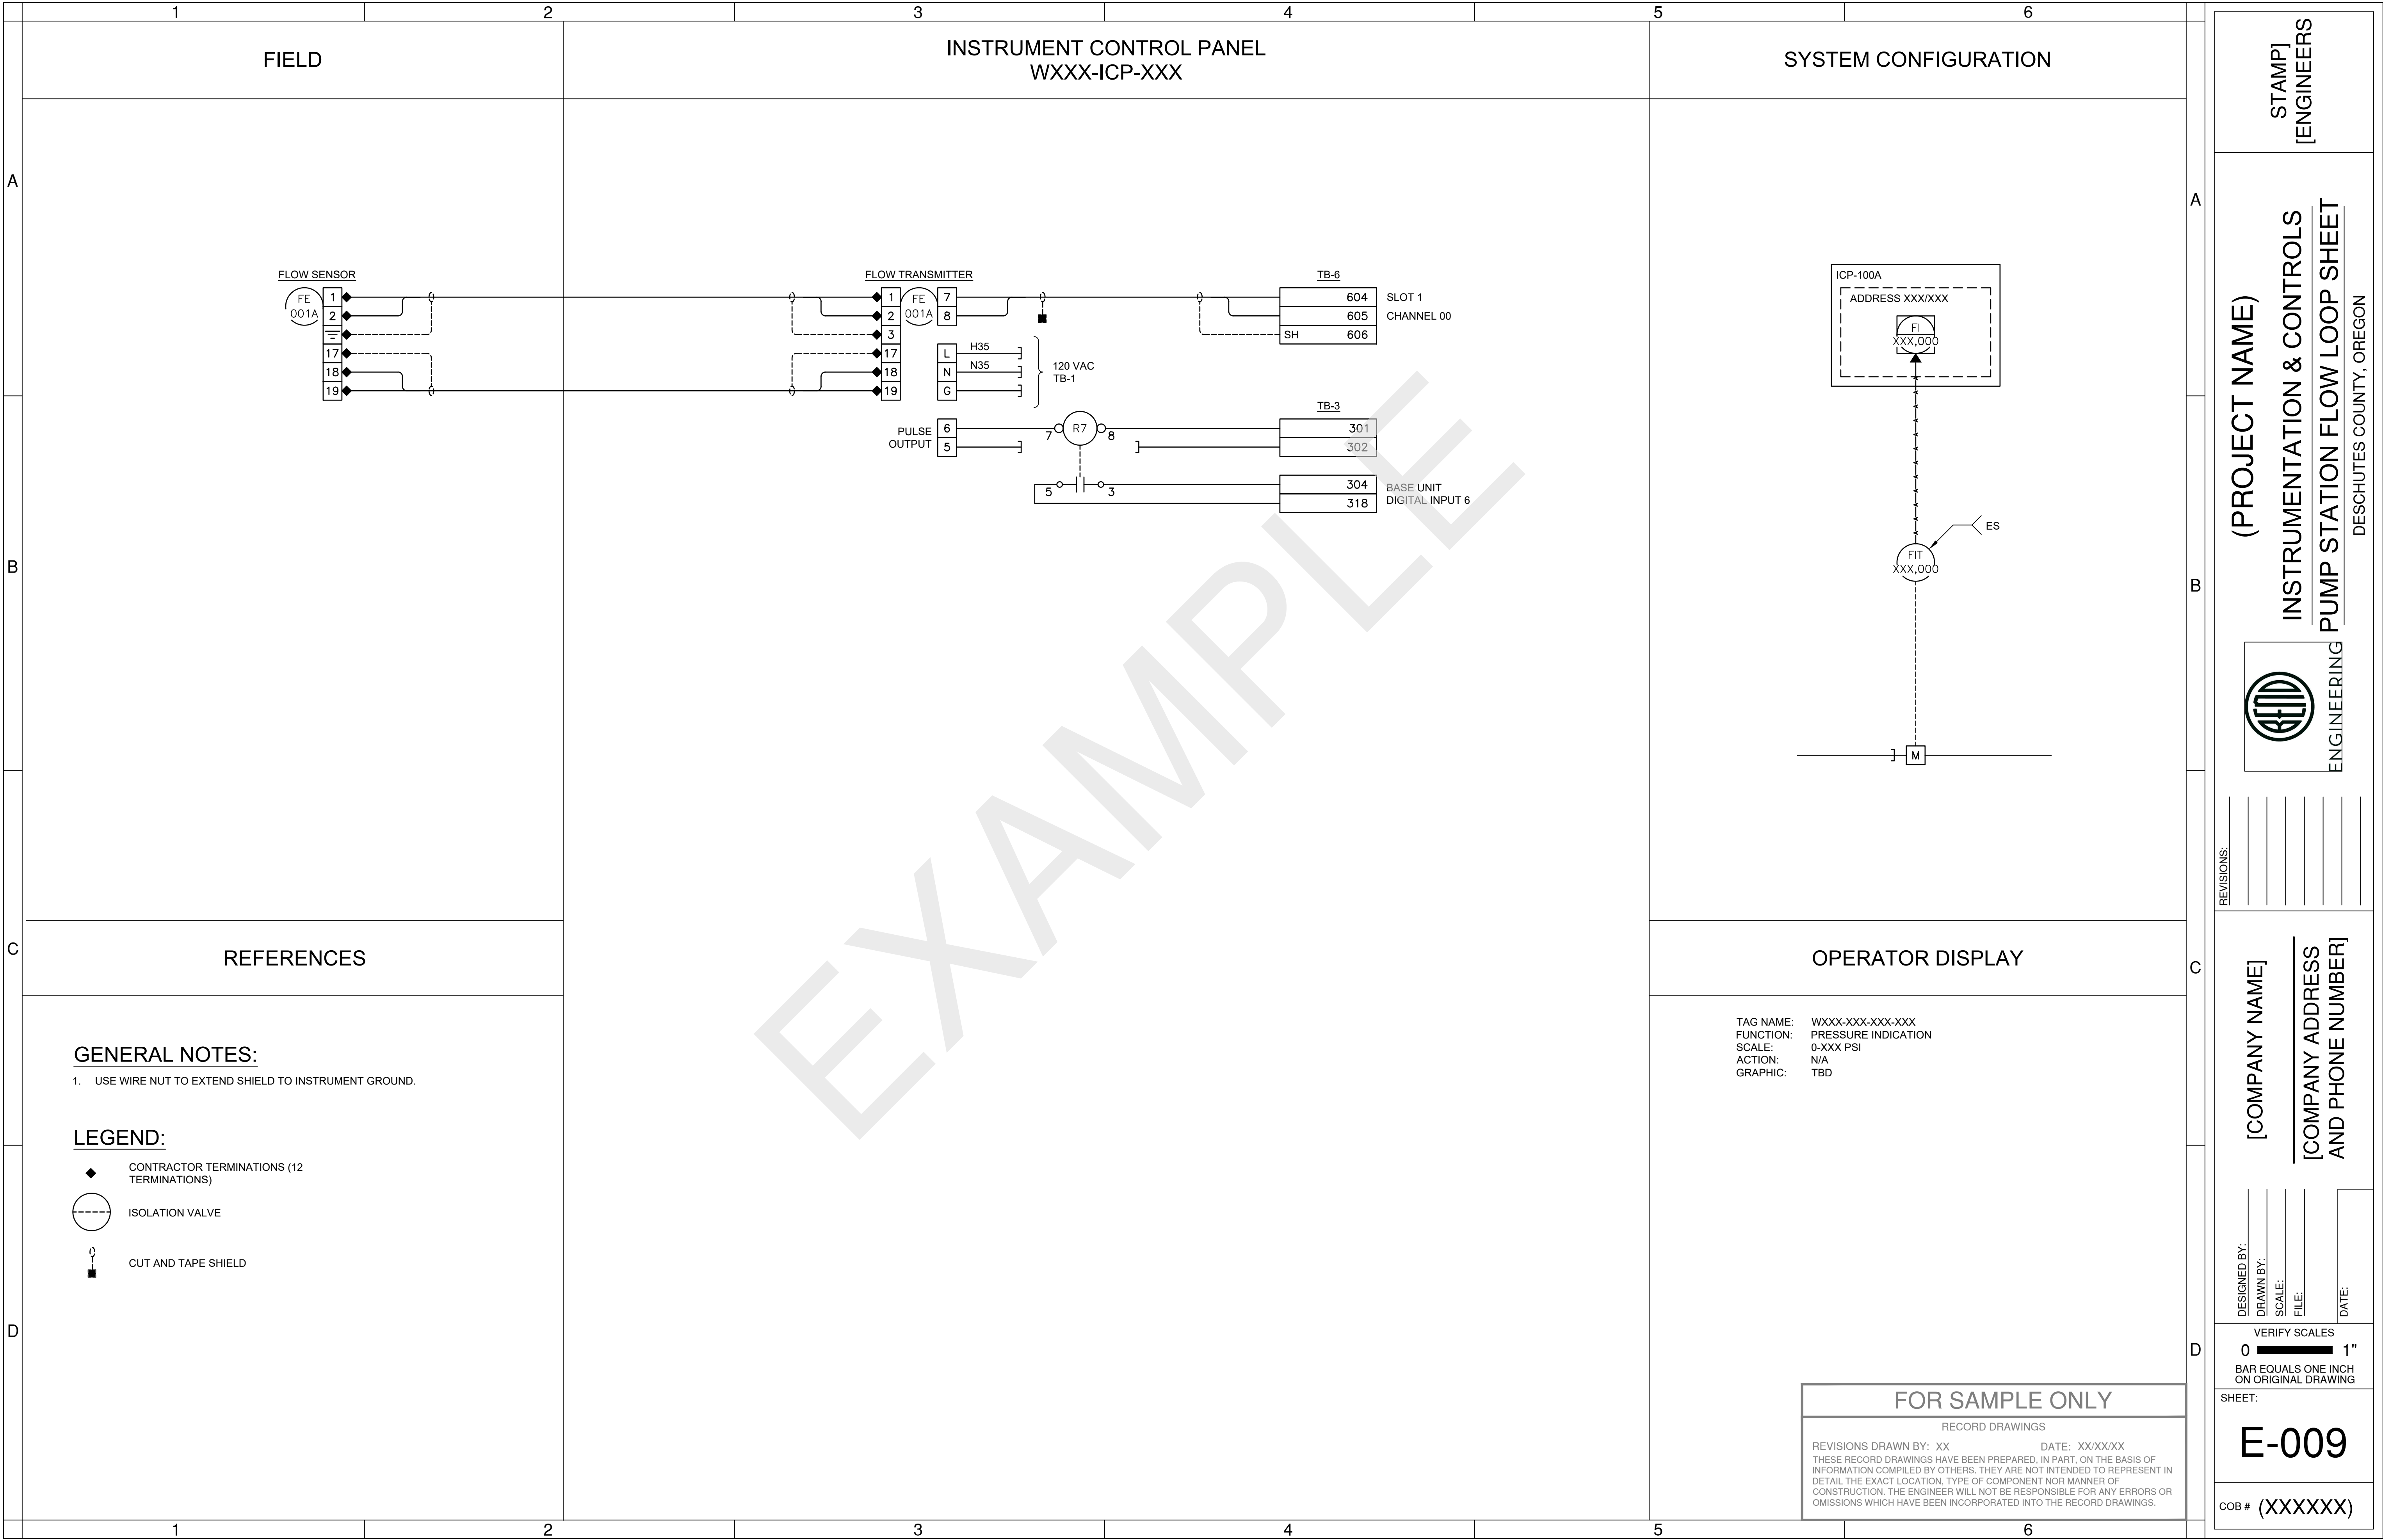 1 2 3 4 5 6
FIELD
INSTRUMENT CONTROL PANEL
WXXX-ICP-XXX
SYSTEM CONFIGURATION
A
A
B
B
C
C
D
D
FLOW SENSOR
FE
001A
1
2
17
18
19
FLOW TRANSMITTER
1
2
3
17
18
19
FE
001A
7
8
L
N
G
H35
N35
120 VAC
TB-1
PULSE
OUTPUT
6
5
7
R7
8
5
3
TB-6
604
605
SH 606
SLOT 1
CHANNEL 00
TB-3
301
302
304
318
BASE UNIT
DIGITAL INPUT 6
EXAMPLE
ICP-100A
ADDRESS XXX/XXX
FI
XXX,000
ES
FIT
XXX,000
M
REFERENCES
GENERAL NOTES:
1. USE WIRE NUT TO EXTEND SHIELD TO INSTRUMENT GROUND.
LEGEND:
CONTRACTOR TERMINATIONS (12
TERMINATIONS)
ISOLATION VALVE
CUT AND TAPE SHIELD
OPERATOR DISPLAY
TAG NAME: WXXX-XXX-XXX-XXX
FUNCTION: PRESSURE INDICATION
SCALE: 0-XXX PSI
ACTION: N/A
GRAPHIC: TBD
FOR SAMPLE ONLY
RECORD DRAWINGS
REVISIONS DRAWN BY: XX DATE: XX/XX/XX
THESE RECORD DRAWINGS HAVE BEEN PREPARED, IN PART, ON THE BASIS OF
INFORMATION COMPILED BY OTHERS. THEY ARE NOT INTENDED TO REPRESENT IN
DETAIL THE EXACT LOCATION, TYPE OF COMPONENT NOR MANNER OF
CONSTRUCTION. THE ENGINEER WILL NOT BE RESPONSIBLE FOR ANY ERRORS OR
OMISSIONS WHICH HAVE BEEN INCORPORATED INTO THE RECORD DRAWINGS.
1 2 3 4 5 6
STAMP]
[ENGINEERS
(PROJECT NAME)
INSTRUMENTATION & CONTROLS
PUMP STATION FLOW LOOP SHEET
DESCHUTES COUNTY, OREGON
ENGINEERING
REVISIONS:
[COMPANY NAME]
[COMPANY ADDRESS
AND PHONE NUMBER]
DESIGNED BY:
DRAWN BY:
SCALE:
FILE:
DATE:
VERIFY SCALES
0 1"
BAR EQUALS ONE INCH
ON ORIGINAL DRAWING
SHEET:
E-009
COB # (XXXXXX)